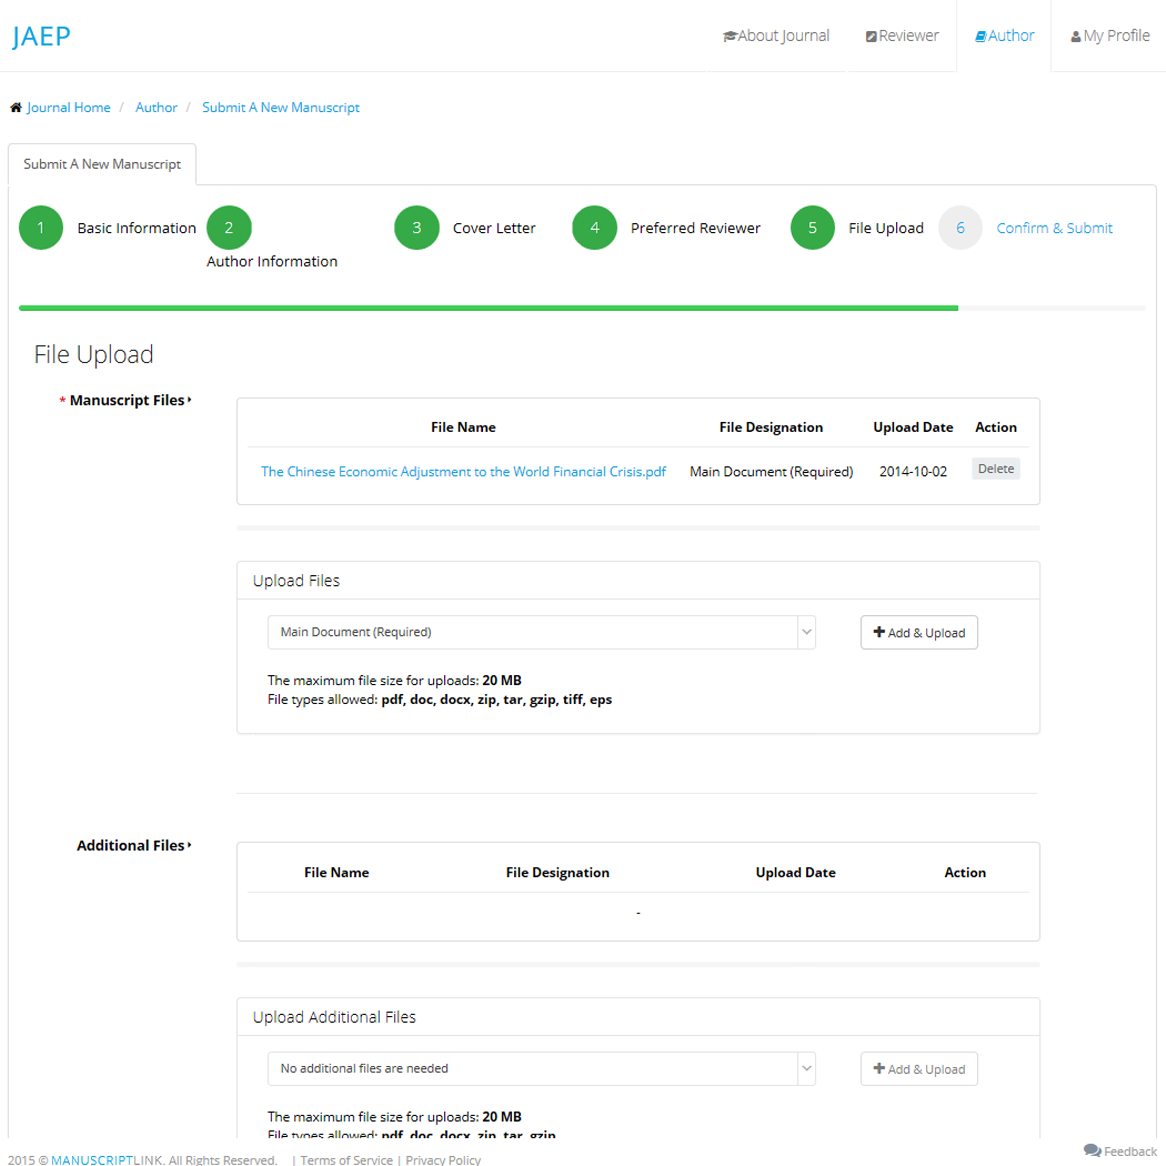 JAEP
About Journal
Reviewer
Author
My Profile
Journal Home / Author / Submit A New Manuscript
Submit A New Manuscript
1 Basic Information
2 Author Information
3 Cover Letter
4 Preferred Reviewer
5 File Upload
6 Confirm & Submit
File Upload
* Manuscript Files
File Name File Designation Upload Date Action
The Chinese Economic Adjustment to the World Financial Crisis.pdf Main Document (Required) 2014-10-02 Delete
Upload Files
Main Document (Required) Add & Upload
The maximum file size for uploads: 20 MB
File types allowed: pdf, doc, docx, zip, tar, gzip, tiff, eps
Additional Files
File Name File Designation Upload Date Action
-
Upload Additional Files
No additional files are needed Add & Upload
The maximum file size for uploads: 20 MB
File types allowed: pdf, doc, docx, zip, tar, gzip
2015 © MANUSCRIPTLINK. All Rights Reserved. | Terms of Service | Privacy Policy
Feedback